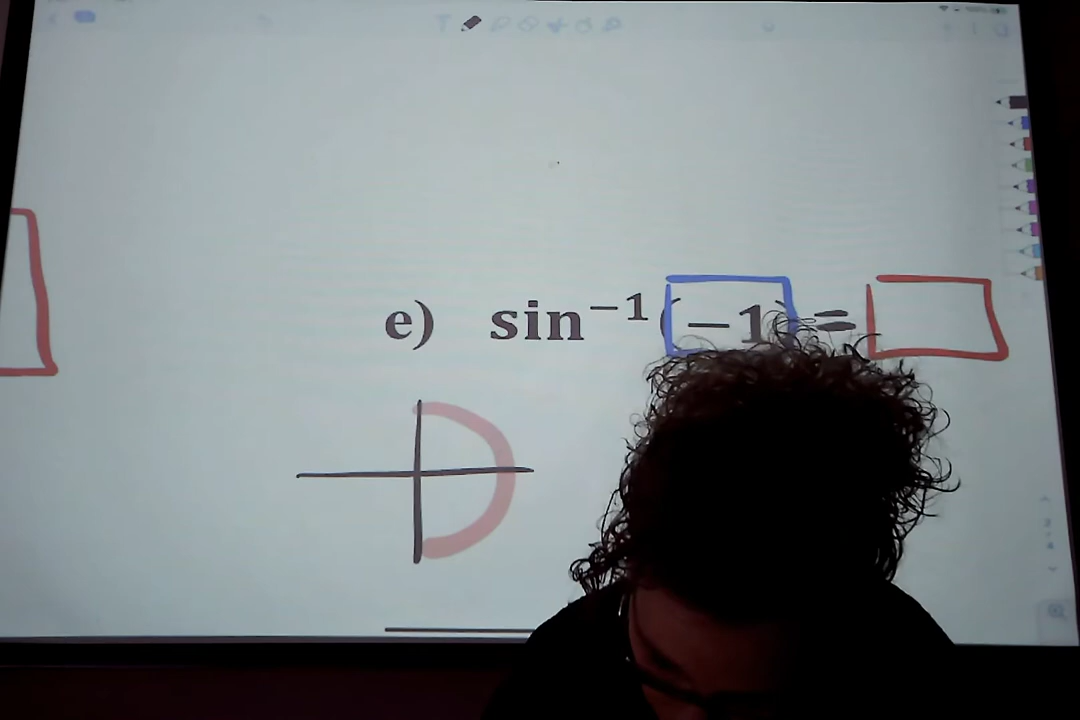 e) sin⁻¹(−1) =